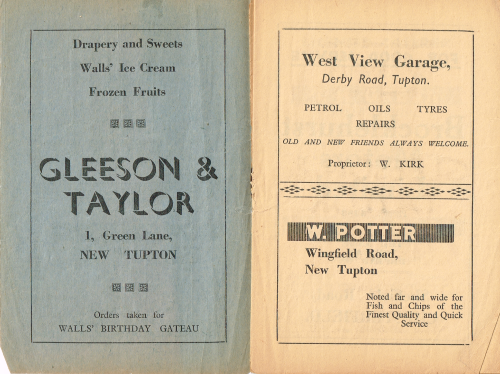 Drapery and Sweets
Walls' Ice Cream
Frozen Fruits
GLEESON &
TAYLOR
1, Green Lane,
NEW TUPTON
Orders taken for
WALLS' BIRTHDAY GATEAU
West View Garage,
Derby Road, Tupton.
PETROL OILS TYRES
REPAIRS
OLD AND NEW FRIENDS ALWAYS WELCOME.
Proprietor: W. KIRK
W. POTTER
Wingfield Road,
New Tupton
Noted far and wide for
Fish and Chips of the
Finest Quality and Quick
Service